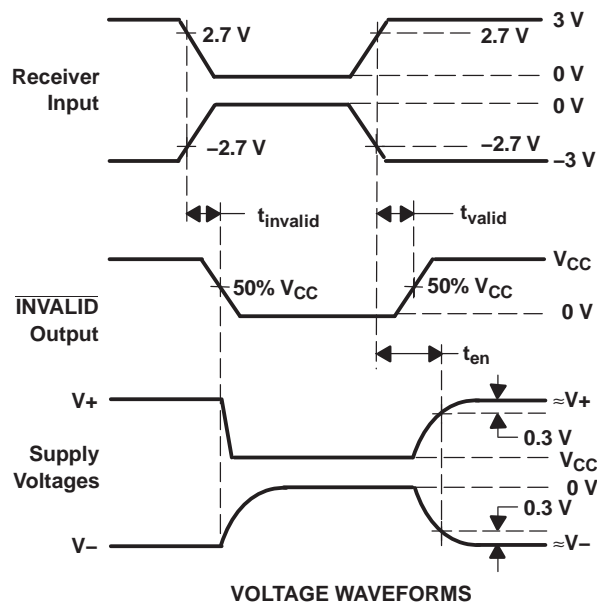 3 V
2.7 V
2.7 V
Receiver
Input
0 V
0 V
–2.7 V
–2.7 V
–3 V
tinvalid
tvalid
VCC
50% VCC
50% VCC
INVALID
Output
0 V
ten
V+
≈V+
0.3 V
Supply
Voltages
VCC
0 V
0.3 V
V–
≈V–
VOLTAGE WAVEFORMS